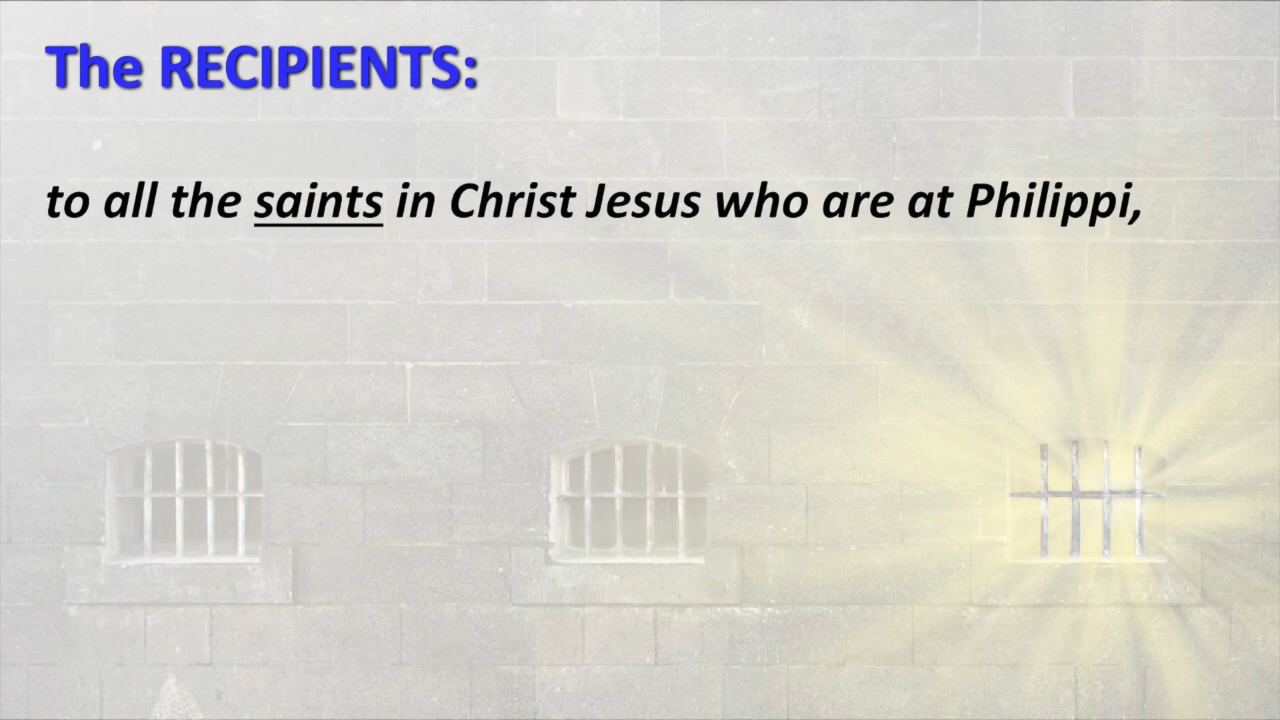 The RECIPIENTS:
to all the saints in Christ Jesus who are at Philippi,